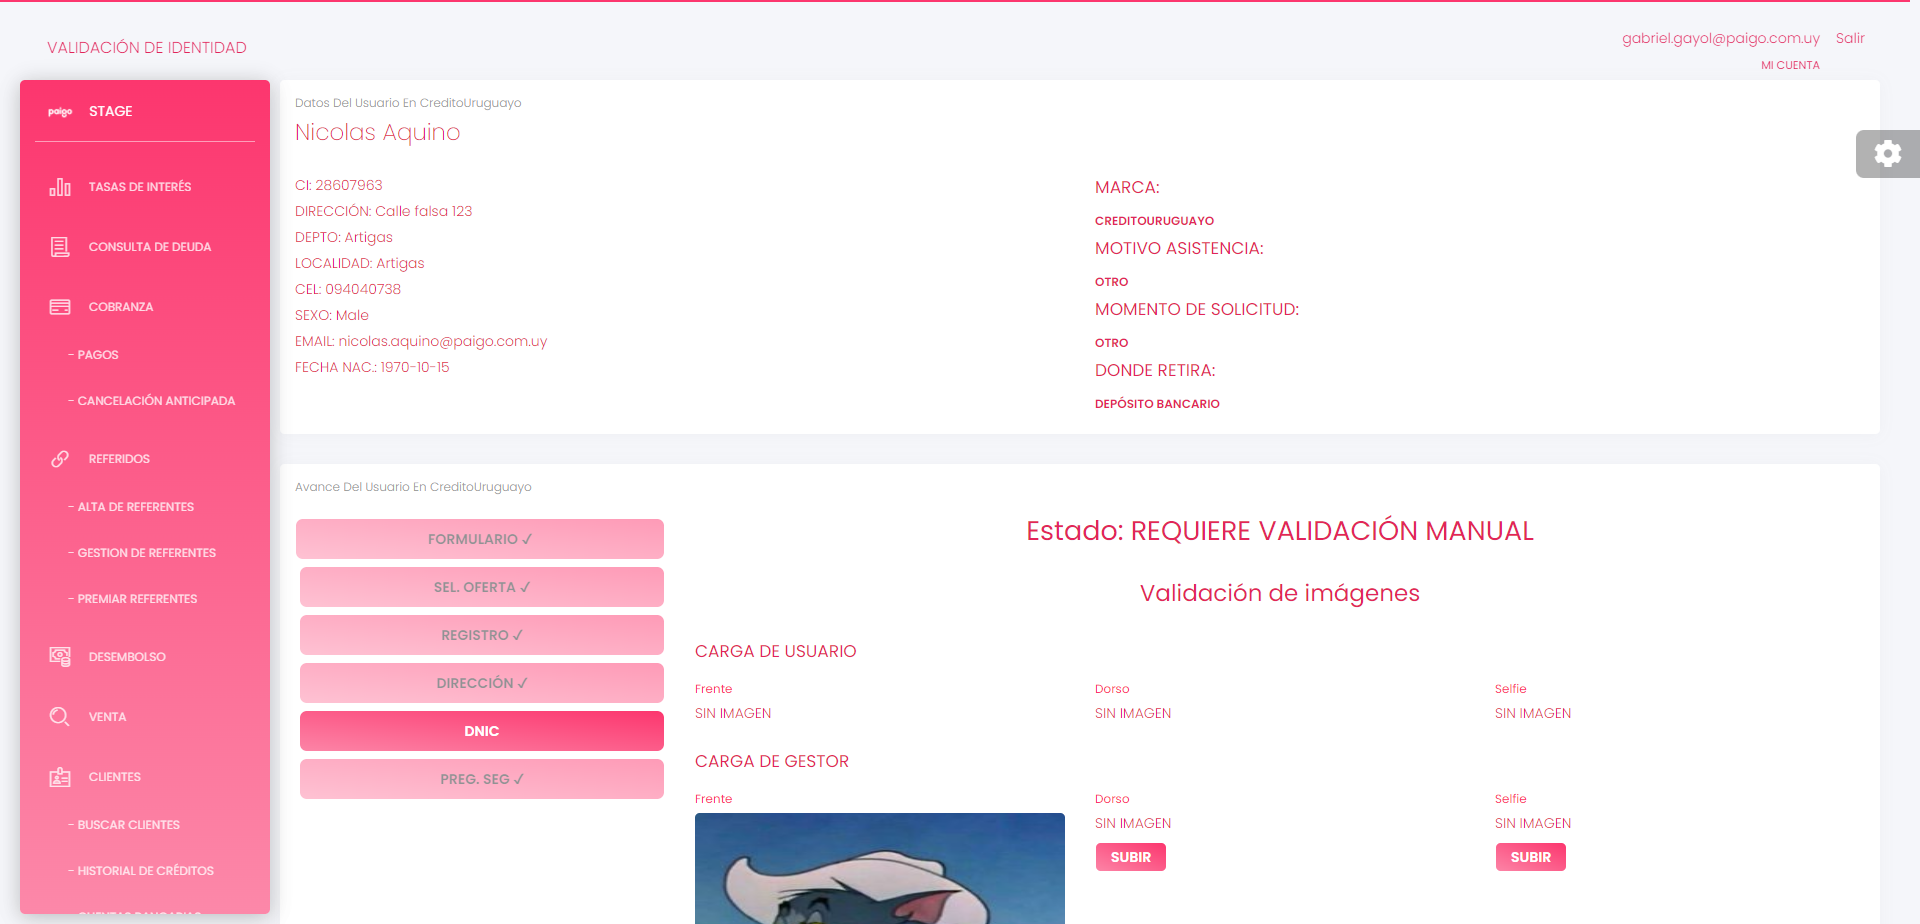 VALIDACIÓN DE IDENTIDAD
gabriel.gayol@paigo.com.uy Salir
MI CUENTA
paigo STAGE
TASAS DE INTERÉS
CONSULTA DE DEUDA
COBRANZA
- PAGOS
- CANCELACIÓN ANTICIPADA
REFERIDOS
- ALTA DE REFERENTES
- GESTION DE REFERENTES
- PREMIAR REFERENTES
DESEMBOLSO
VENTA
CLIENTES
- BUSCAR CLIENTES
- HISTORIAL DE CRÉDITOS
Datos Del Usuario En CreditoUruguayo
Nicolas Aquino
CI: 28607963
DIRECCIÓN: Calle falsa 123
DEPTO: Artigas
LOCALIDAD: Artigas
CEL: 094040738
SEXO: Male
EMAIL: nicolas.aquino@paigo.com.uy
FECHA NAC.: 1970-10-15
MARCA:
CREDITOURUGUAYO
MOTIVO ASISTENCIA:
OTRO
MOMENTO DE SOLICITUD:
OTRO
DONDE RETIRA:
DEPÓSITO BANCARIO
Avance Del Usuario En CreditoUruguayo
FORMULARIO ✓
SEL. OFERTA ✓
REGISTRO ✓
DIRECCIÓN ✓
DNIC
PREG. SEG ✓
Estado: REQUIERE VALIDACIÓN MANUAL
Validación de imágenes
CARGA DE USUARIO
Frente Dorso Selfie
SIN IMAGEN SIN IMAGEN SIN IMAGEN
CARGA DE GESTOR
Frente Dorso Selfie
SIN IMAGEN SIN IMAGEN
SUBIR SUBIR